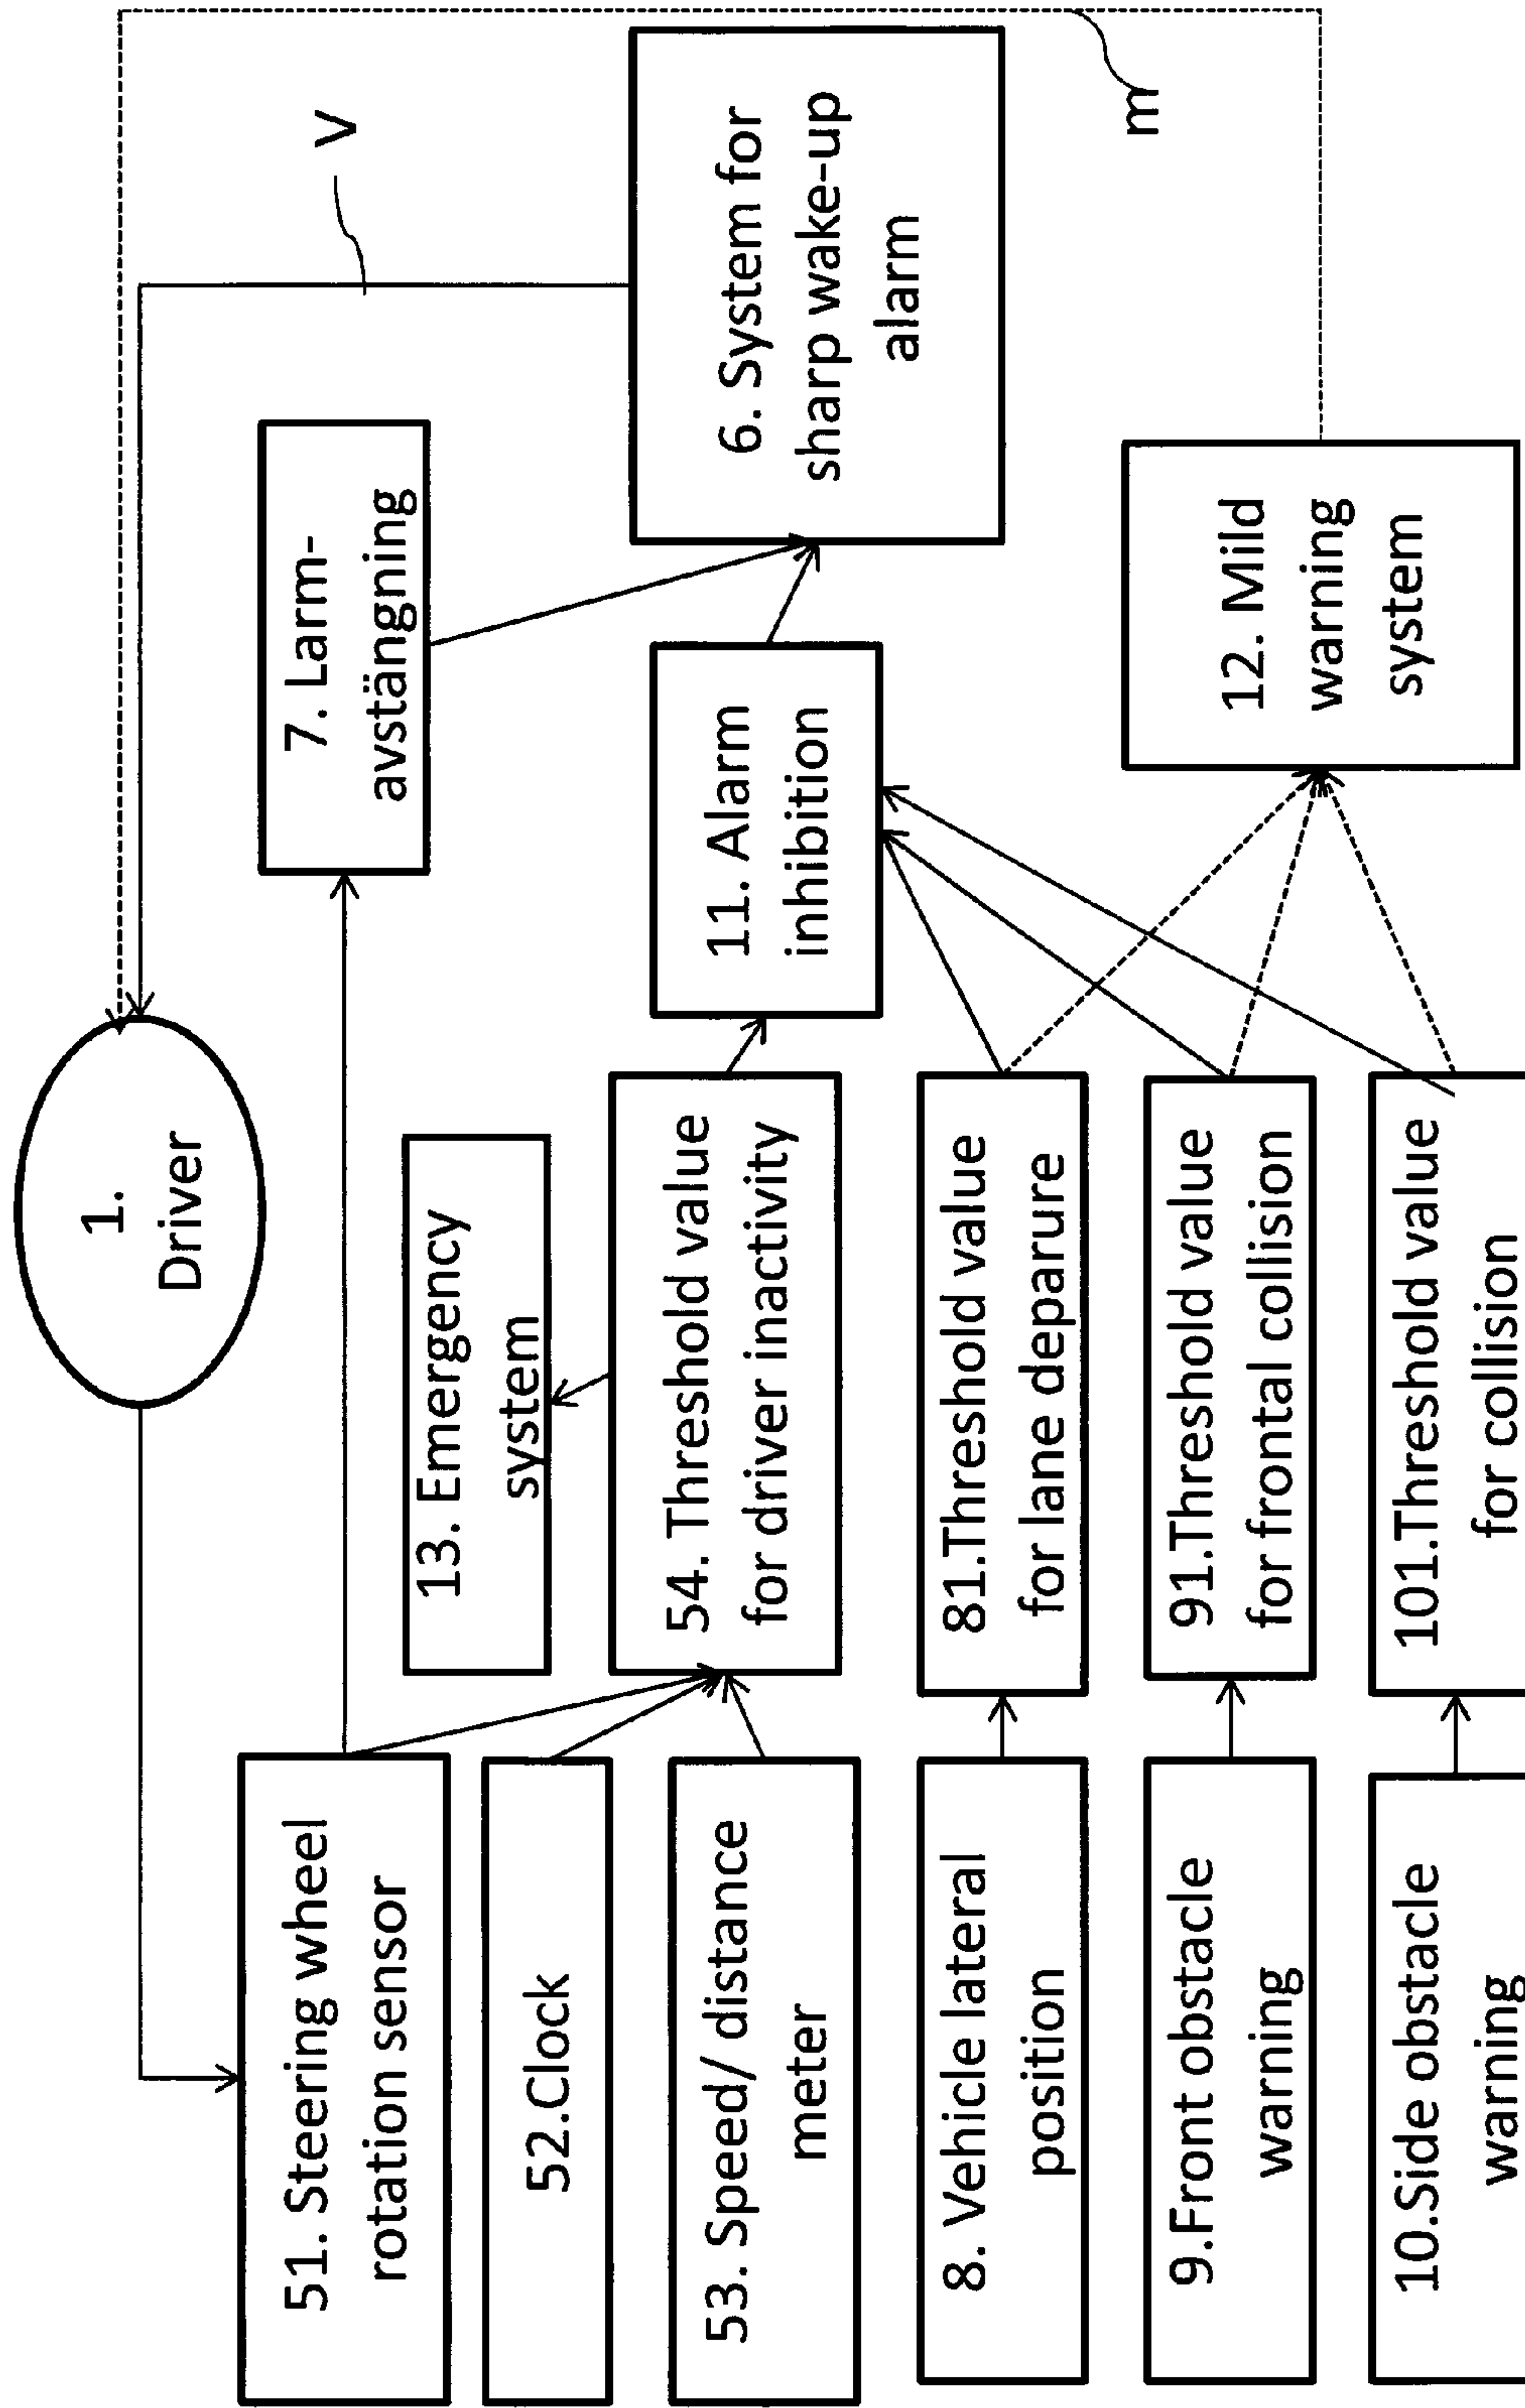 1.
Driver
V
51. Steering wheel
rotation sensor
7. Larm-
avstängning
52.Clock
13. Emergency
system
53. Speed/ distance
meter
54. Threshold value
for driver inactivity
11. Alarm
inhibition
6. System for
sharp wake-up
alarm
8. Vehicle lateral
position
81.Threshold value
for lane deparure
m
9.Front obstacle
warning
91.Threshold value
for frontal collision
12. Mild
warning
system
10.Side obstacle
warning
101.Threshold value
for collision